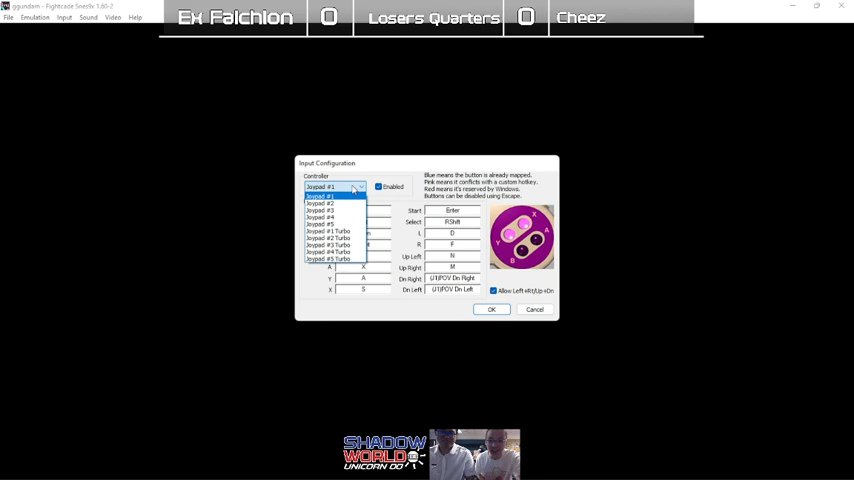 ggundam - Fightcade Snes9x 1.60-2
File Emulation Input Sound Video Help
Ex Falchion 0 Losers Quarters 0 Cheez
Input Configuration
Controller
Joypad #1
Enabled
Blue means the button is already mapped.
Pink means it conflicts with a custom hotkey.
Red means it's reserved by Windows.
Buttons can be disabled using Escape.
Joypad #1
Joypad #2
Joypad #3
Joypad #4
Joypad #5
Joypad #1 Turbo
Joypad #2 Turbo
Joypad #3 Turbo
Joypad #4 Turbo
Joypad #5 Turbo
A X
Y A
X S
Start Enter
Select RShift
L D
R F
Up Left N
Up Right M
Dn Right (J1)POV Dn Right
Dn Left (J1)POV Dn Left
X
Y A
B
Allow Left+Rt/Up+Dn
OK Cancel
SHADOW
WORLD
UNICORN DO